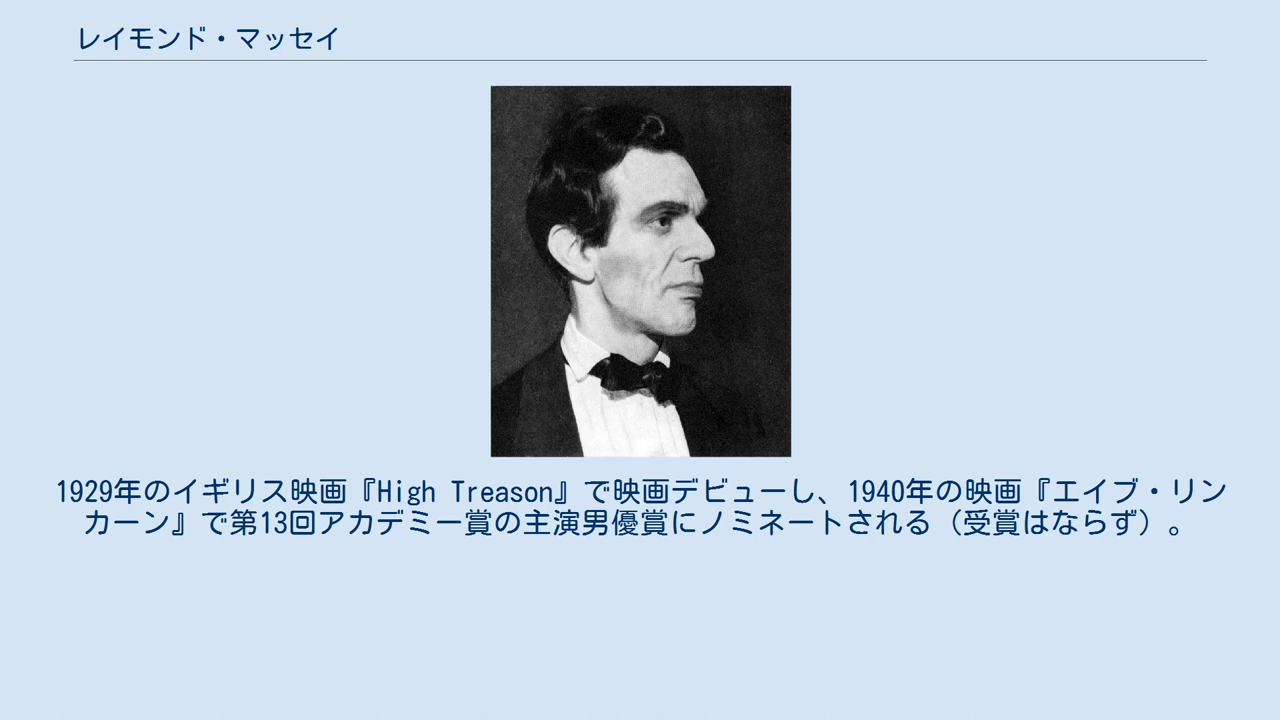 レイモンド・マッセイ
1929年のイギリス映画『High Treason』で映画デビューし、1940年の映画『エイブ・リン
カーン』で第13回アカデミー賞の主演男優賞にノミネートされる（受賞はならず）。